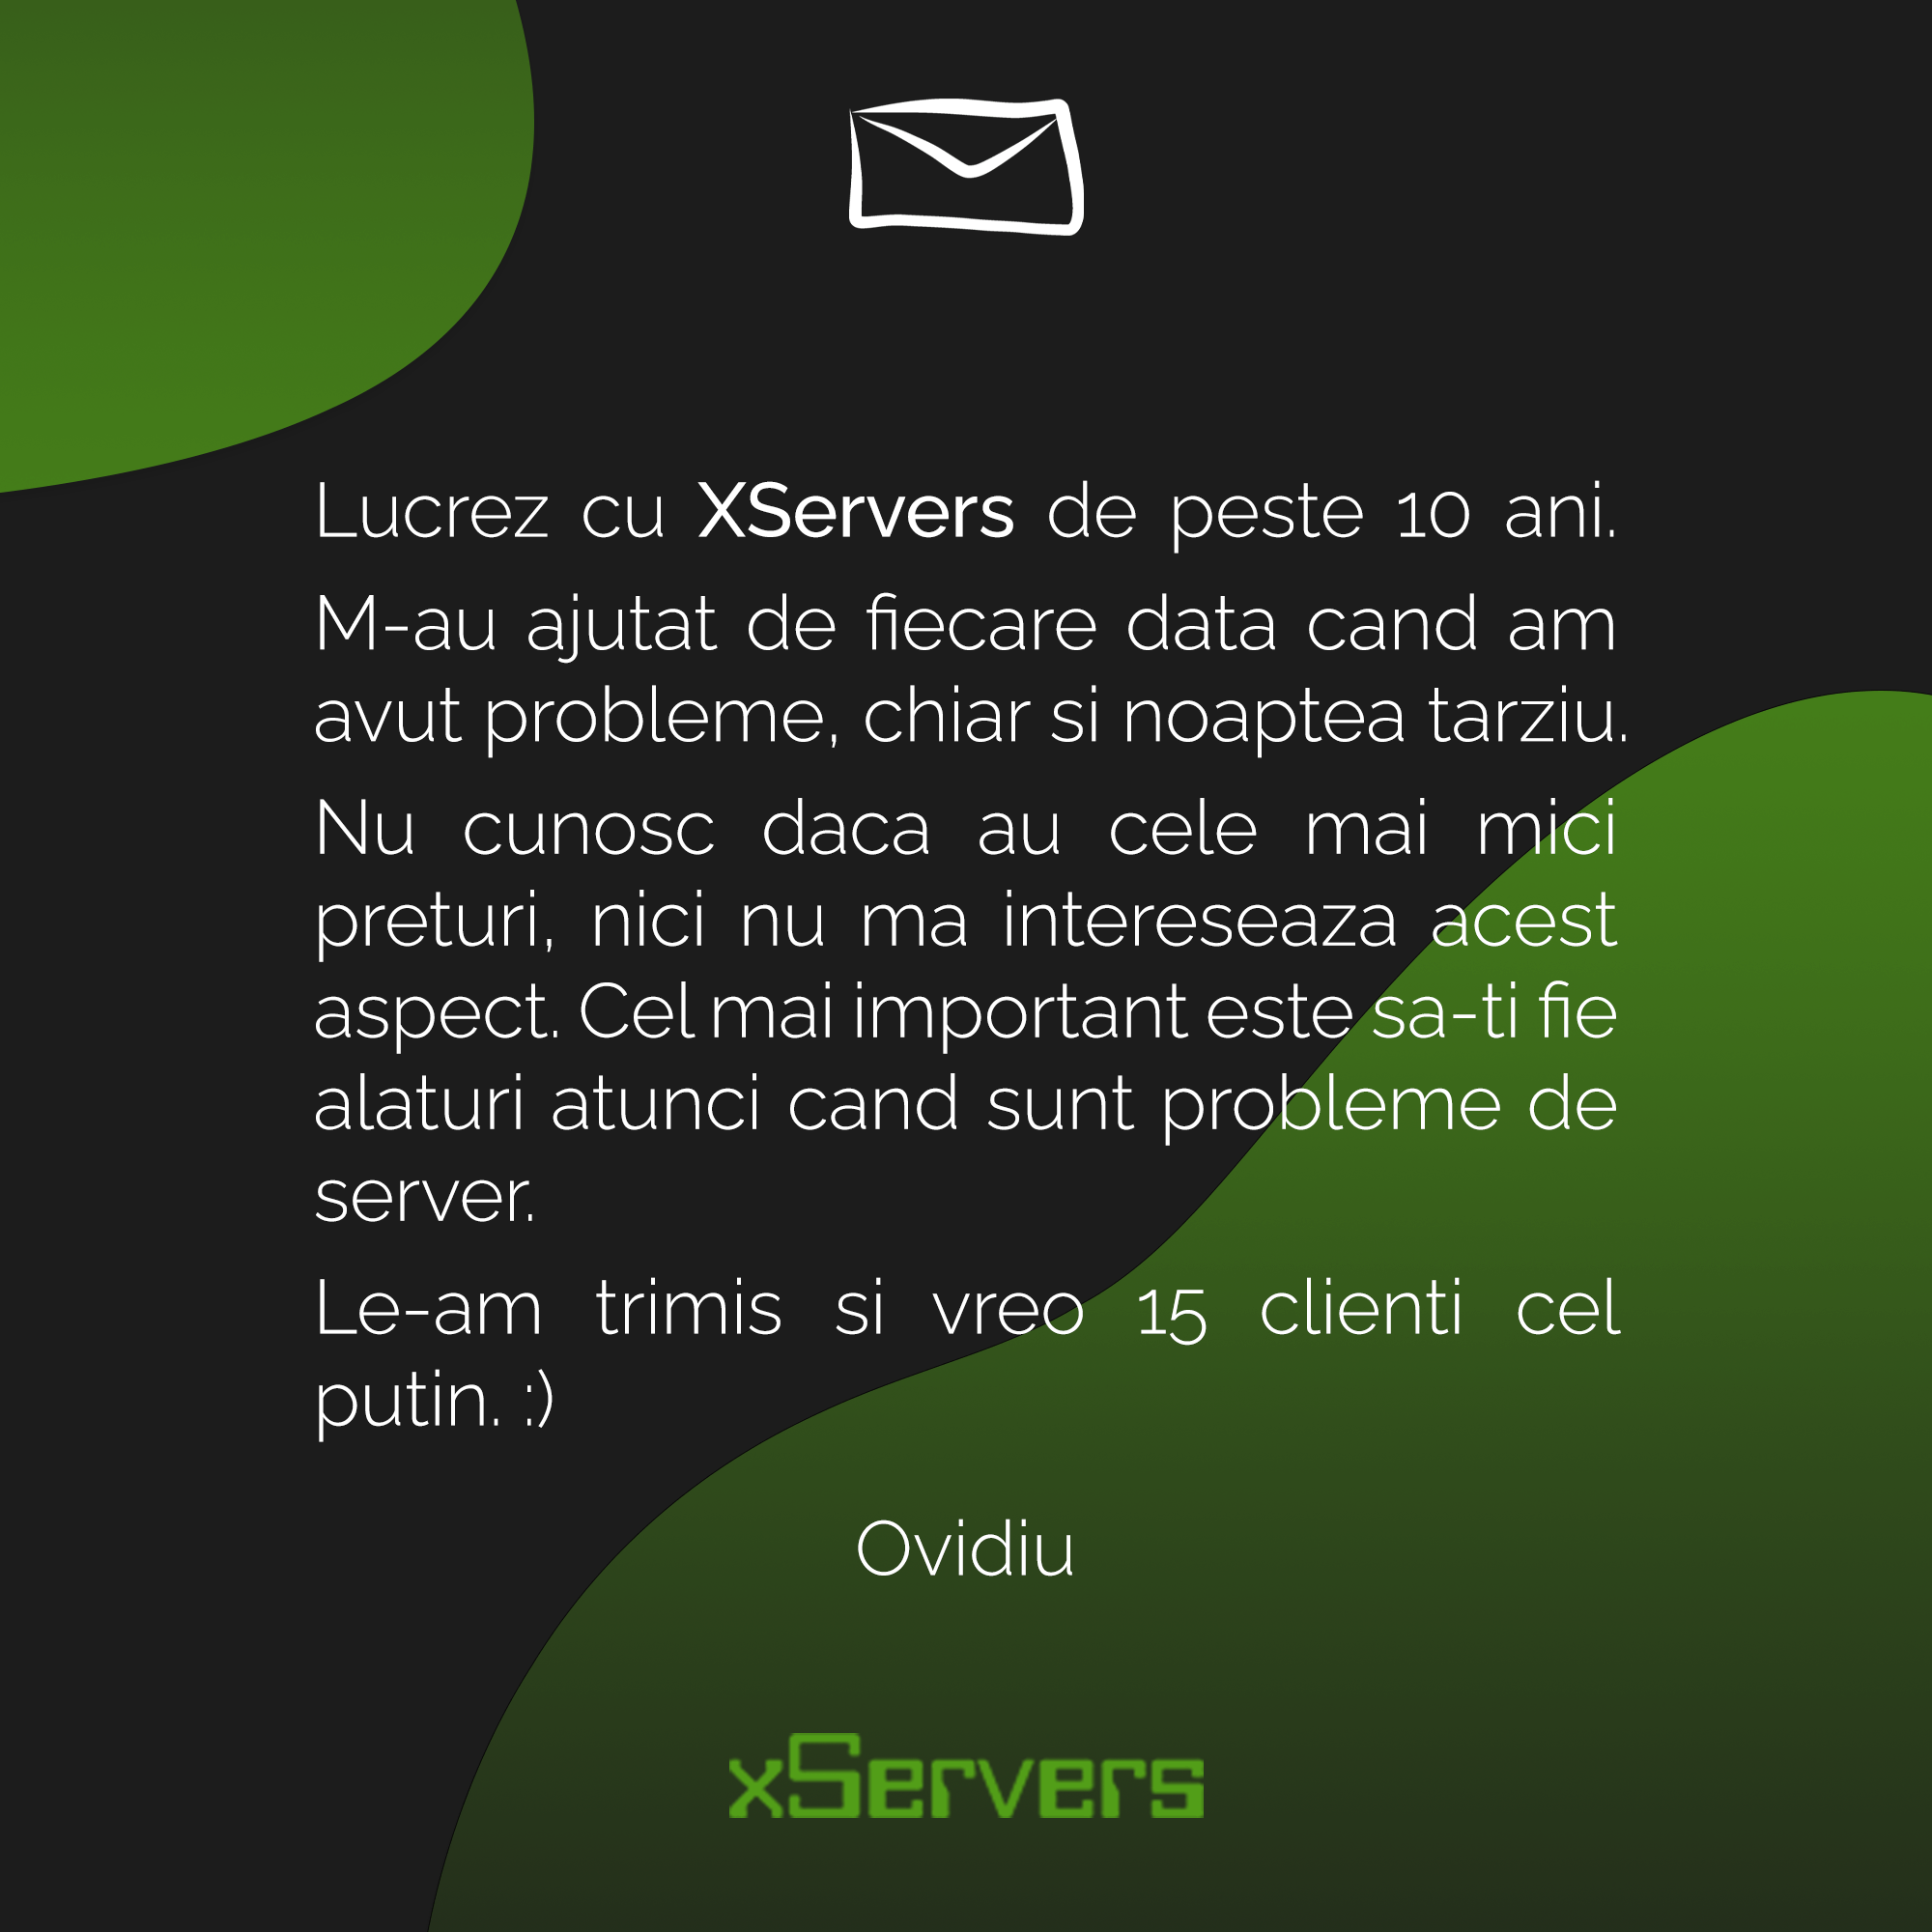 Lucrez cu XServers de peste 10 ani.
M-au ajutat de fiecare data cand am
avut probleme, chiar si noaptea tarziu.
Nu cunosc daca au cele mai mici
preturi, nici nu ma intereseaza acest
aspect. Cel mai important este sa-ti fie
alaturi atunci cand sunt probleme de
server.
Le-am trimis si vreo 15 clienti cel
putin. :)
Ovidiu
xServers